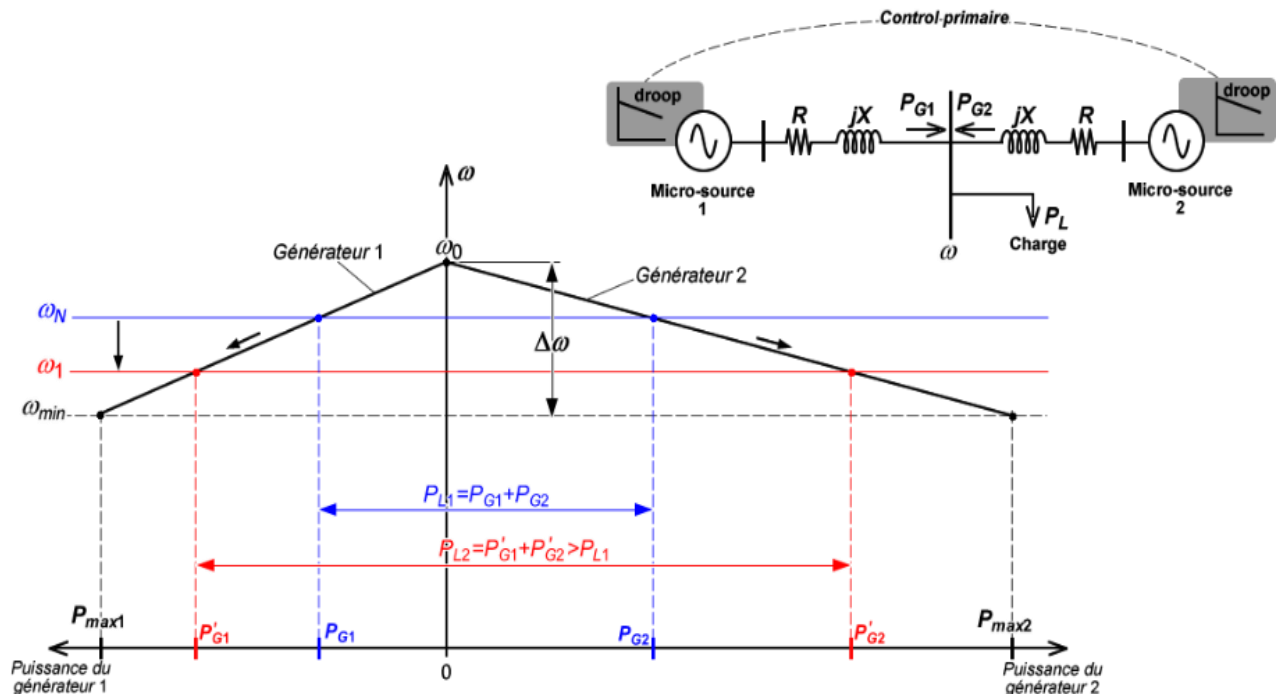 Control primaire
droop
droop
P_G1 P_G2
R
jX
jX
R
Micro-source
1
Micro-source
2
P_L
Charge
ω
ω
ω₀
Générateur 1
Générateur 2
ω_N
Δω
ω₁
ω_min
P_L1=P_G1+P_G2
P_L2=P'_G1+P'_G2>P_L1
P_max1
P'_G1
P_G1
P_G2
P'_G2
P_max2
Puissance du
générateur 1
0
Puissance du
générateur 2